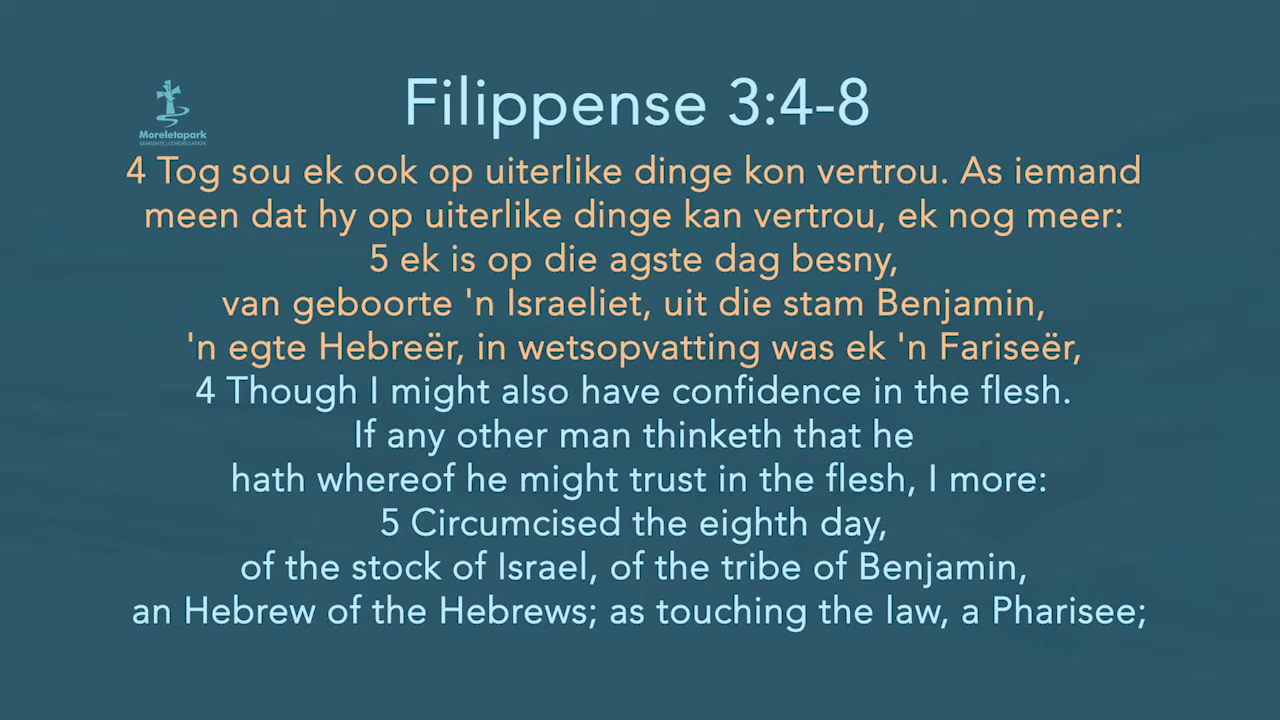 Filippense 3:4-8
Moreletapark
GEMEENTE | CONGREGATION
4 Tog sou ek ook op uiterlike dinge kon vertrou. As iemand
meen dat hy op uiterlike dinge kan vertrou, ek nog meer:
5 ek is op die agste dag besny,
van geboorte 'n Israeliet, uit die stam Benjamin,
'n egte Hebreër, in wetsopvatting was ek 'n Fariseër,
4 Though I might also have confidence in the flesh.
If any other man thinketh that he
hath whereof he might trust in the flesh, I more:
5 Circumcised the eighth day,
of the stock of Israel, of the tribe of Benjamin,
an Hebrew of the Hebrews; as touching the law, a Pharisee;